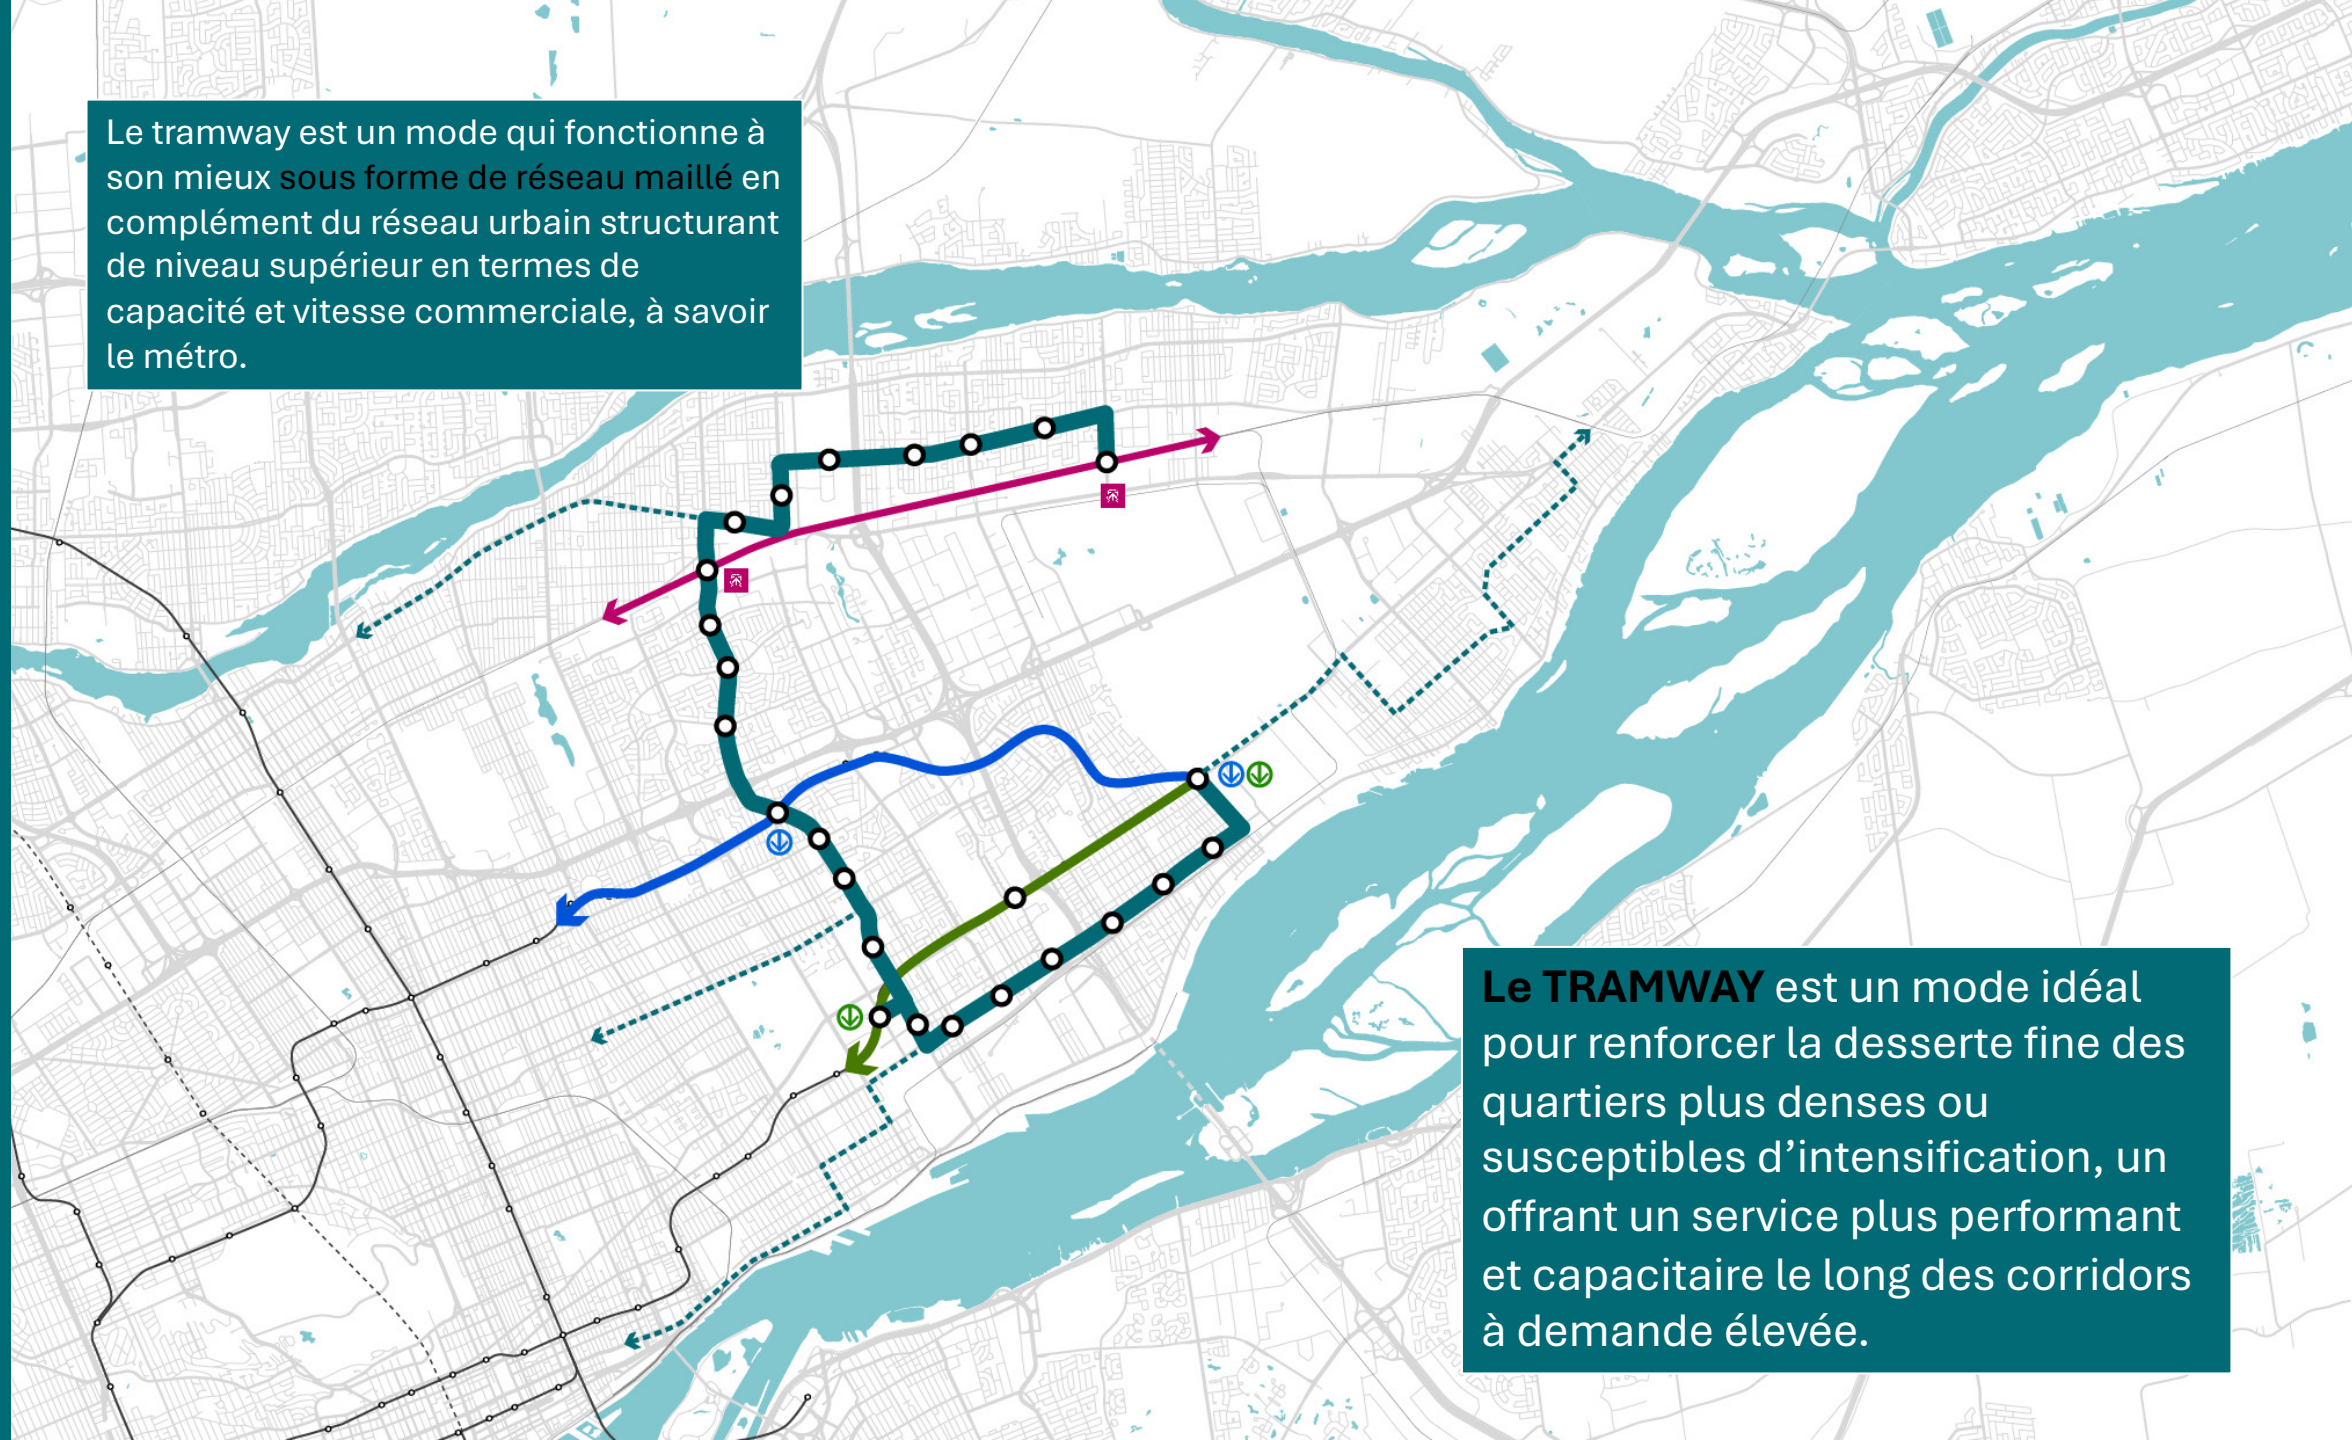 Le tramway est un mode qui fonctionne à
son mieux sous forme de réseau maillé en
complément du réseau urbain structurant
de niveau supérieur en termes de
capacité et vitesse commerciale, à savoir
le métro.
Le TRAMWAY est un mode idéal
pour renforcer la desserte fine des
quartiers plus denses ou
susceptibles d’intensification, un
offrant un service plus performant
et capacitaire le long des corridors
à demande élevée.